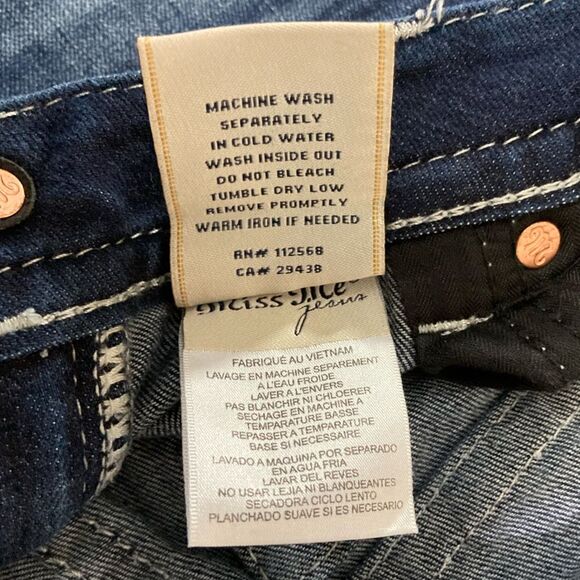 MACHINE WASH
SEPARATELY
IN COLD WATER
WASH INSIDE OUT
DO NOT BLEACH
TUMBLE DRY LOW
REMOVE PROMPTLY
WARM IRON IF NEEDED
RN# 112568
CA# 29438
Miss Me
jeans
FABRIQUÉ AU VIETNAM
LAVAGE EN MACHINE SEPAREMENT
A L'EAU FROIDE
LAVER A L'ENVERS
PAS BLANCHIR NI CHLOERER
SECHAGE EN MACHINE A
TEMPERATURE BASSE
REPASSER A TEMPERATURE
BASE SI NECESSAIRE
LAVADO A MAQUINA POR SEPARADO
EN AGUA FRIA
LAVAR DEL REVES
NO USAR LEJIA NI BLANQUEANTES
SECADORA CICLO LENTO
PLANCHADO SUAVE SI ES NECESARIO